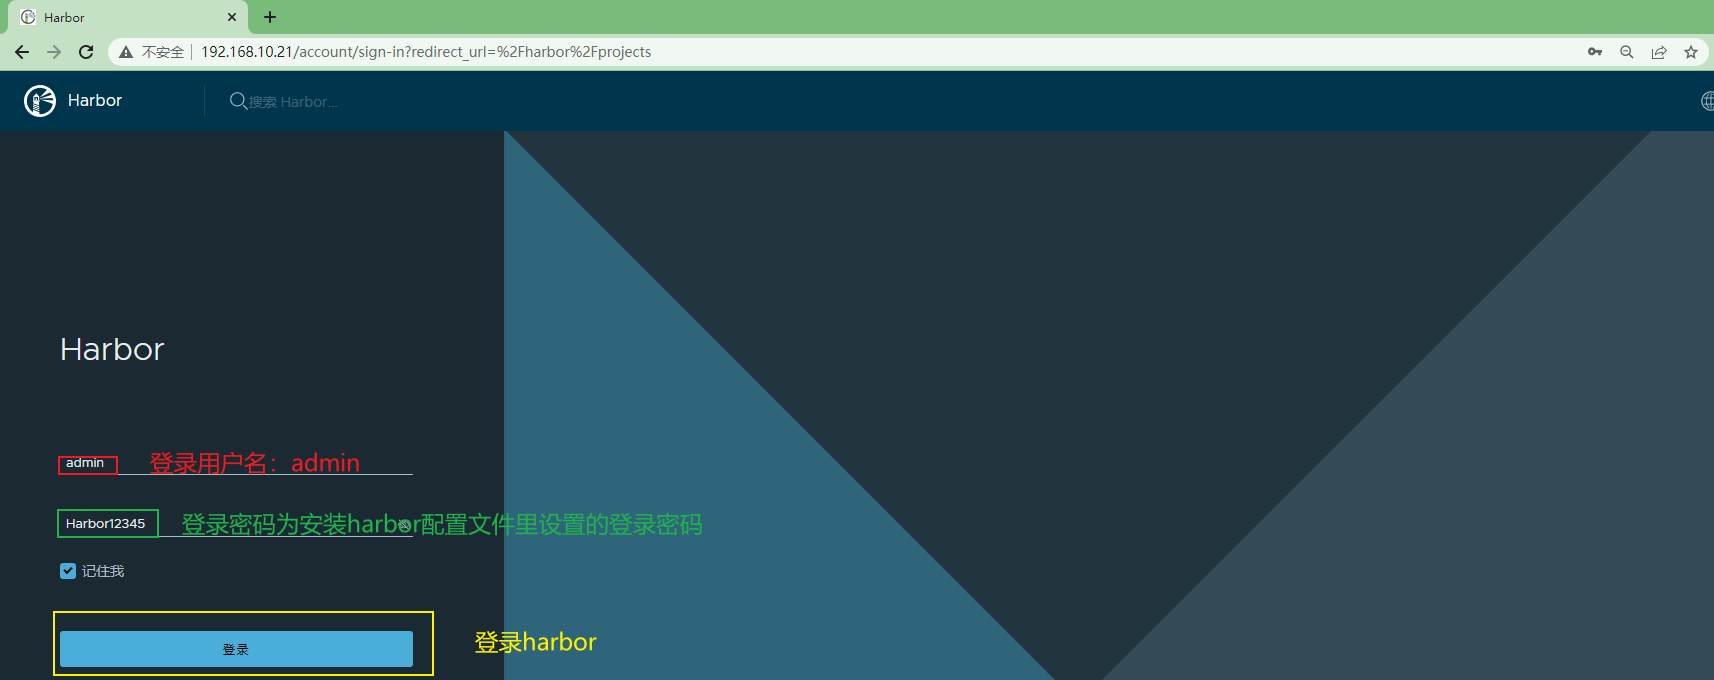 Harbor
不安全 192.168.10.21/account/sign-in?redirect_url=%2Fharbor%2Fprojects
Harbor 搜索 Harbor...
Harbor
admin 登录用户名：admin
Harbor12345 登录密码为安装harbor配置文件里设置的登录密码
记住我
登录 登录harbor